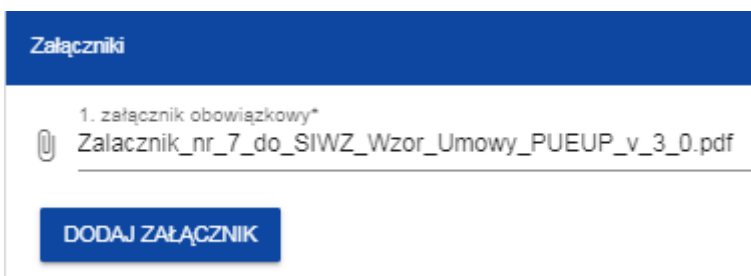 Załączniki
1. załącznik obowiązkowy*
Zalacznik_nr_7_do_SIWZ_Wzor_Umowy_PUEUP_v_3_0.pdf
DODAJ ZAŁĄCZNIK